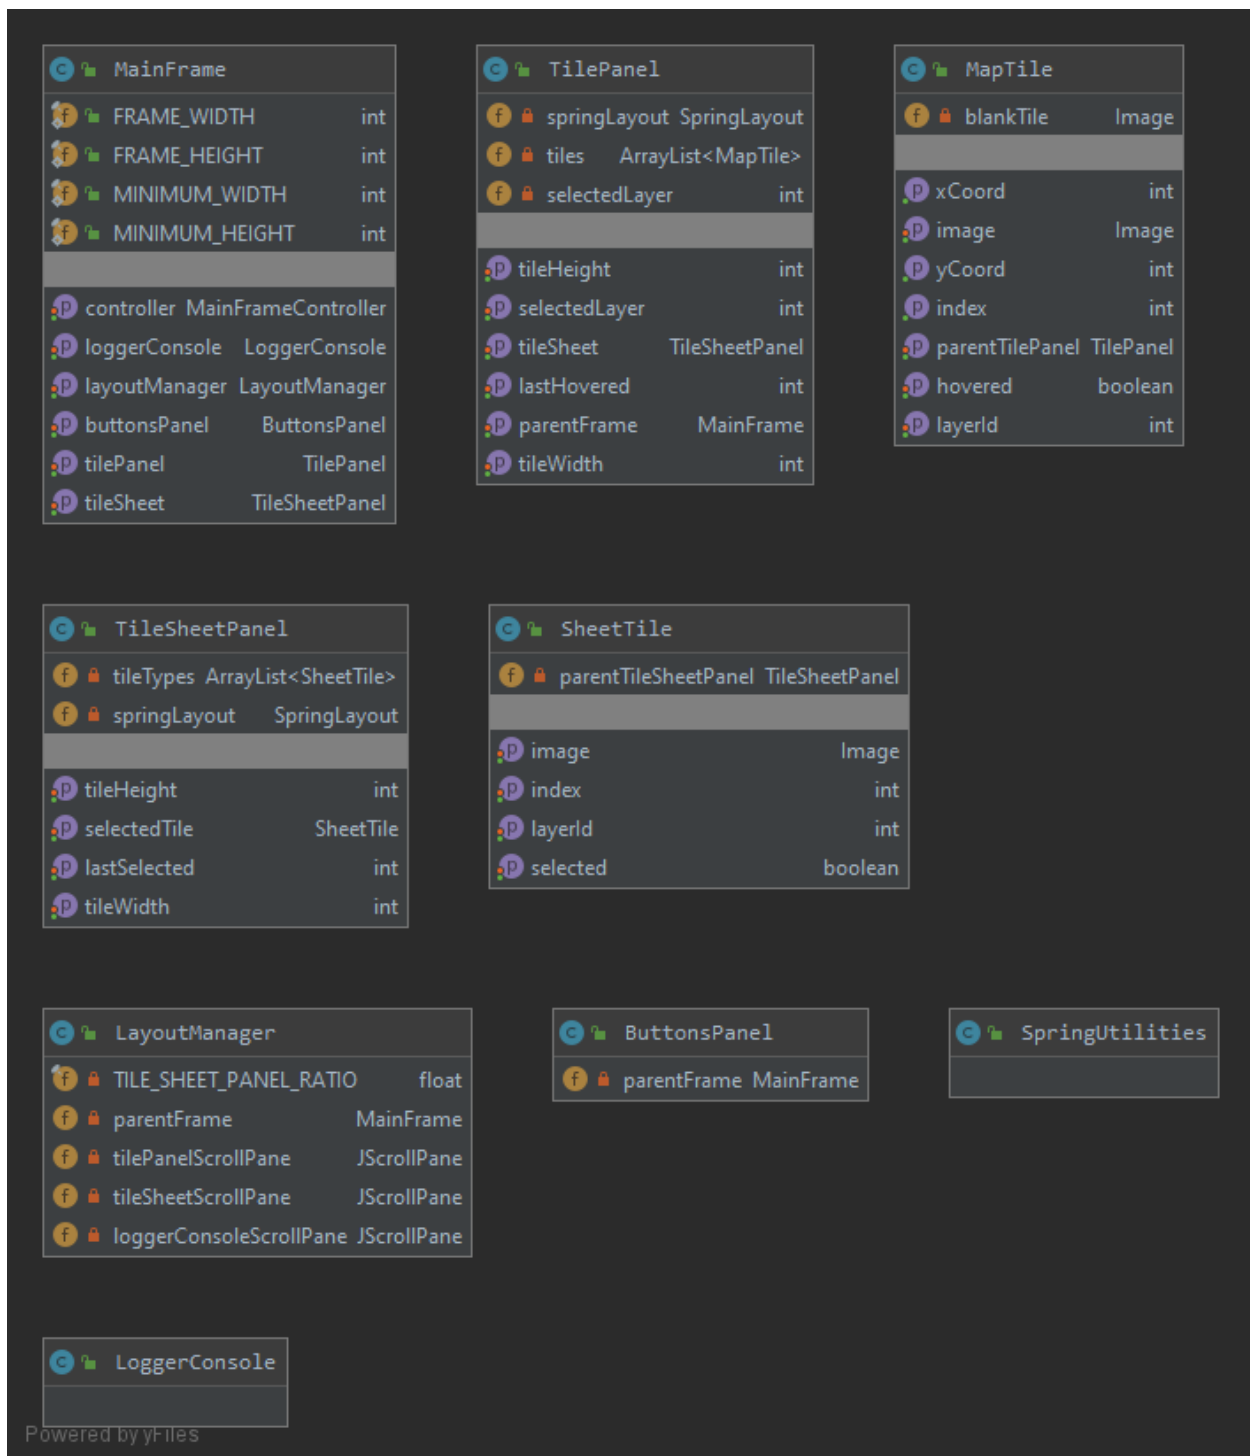 MainFrame
FRAME_WIDTH int
FRAME_HEIGHT int
MINIMUM_WIDTH int
MINIMUM_HEIGHT int
controller MainFrameController
loggerConsole LoggerConsole
layoutManager LayoutManager
buttonsPanel ButtonsPanel
tilePanel TilePanel
tileSheet TileSheetPanel
TilePanel
springLayout SpringLayout
tiles ArrayList<MapTile>
selectedLayer int
tileHeight int
selectedLayer int
tileSheet TileSheetPanel
lastHovered int
parentFrame MainFrame
tileWidth int
MapTile
blankTile Image
xCoord int
image Image
yCoord int
index int
parentTilePanel TilePanel
hovered boolean
layerId int
TileSheetPanel
tileTypes ArrayList<SheetTile>
springLayout SpringLayout
tileHeight int
selectedTile SheetTile
lastSelected int
tileWidth int
SheetTile
parentTileSheetPanel TileSheetPanel
image Image
index int
layerId int
selected boolean
LayoutManager
TILE_SHEET_PANEL_RATIO float
parentFrame MainFrame
tilePanelScrollPane JScrollPane
tileSheetScrollPane JScrollPane
loggerConsoleScrollPane JScrollPane
ButtonsPanel
parentFrame MainFrame
SpringUtilities
LoggerConsole
Powered by yFiles